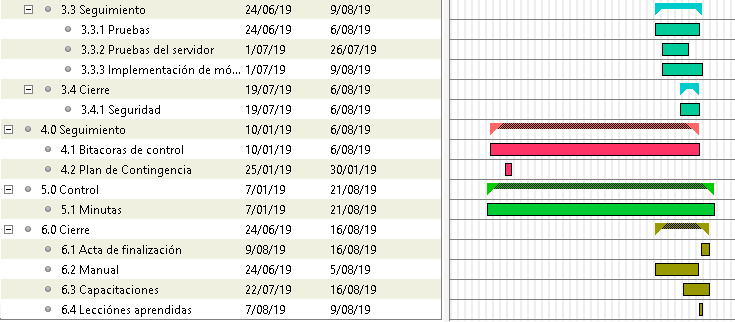 3.3 Seguimiento 24/06/19 9/08/19
3.3.1 Pruebas 24/06/19 6/08/19
3.3.2 Pruebas del servidor 1/07/19 26/07/19
3.3.3 Implementación de mó... 1/07/19 9/08/19
3.4 Cierre 19/07/19 6/08/19
3.4.1 Seguridad 19/07/19 6/08/19
4.0 Seguimiento 10/01/19 6/08/19
4.1 Bitacoras de control 10/01/19 6/08/19
4.2 Plan de Contingencia 25/01/19 30/01/19
5.0 Control 7/01/19 21/08/19
5.1 Minutas 7/01/19 21/08/19
6.0 Cierre 24/06/19 16/08/19
6.1 Acta de finalización 9/08/19 16/08/19
6.2 Manual 24/06/19 5/08/19
6.3 Capacitaciones 22/07/19 16/08/19
6.4 Lecciónes aprendidas 7/08/19 9/08/19